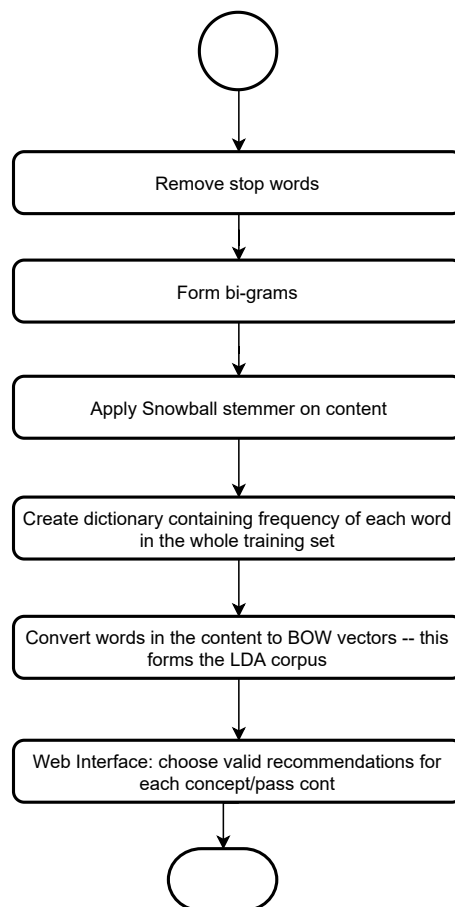 Remove stop words
Form bi-grams
Apply Snowball stemmer on content
Create dictionary containing frequency of each word
in the whole training set
Convert words in the content to BOW vectors -- this
forms the LDA corpus
Web Interface: choose valid recommendations for
each concept/pass cont